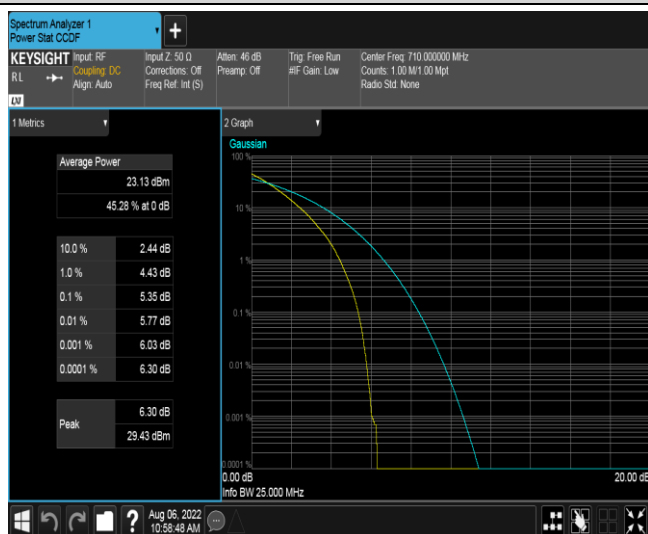 Spectrum Analyzer 1
Power Stat CCDF
KEYSIGHT
RL
LXI
Input: RF
Coupling: DC
Align: Auto
Input Z: 50 Ω
Corrections: Off
Freq Ref: Int (S)
Atten: 46 dB
Preamp: Off
Trig: Free Run
#IF Gain: Low
Center Freq: 710.000000 MHz
Counts: 1.00 M/1.00 Mpt
Radio Std: None
1 Metrics
Average Power
23.13 dBm
45.28 % at 0 dB
10.0 % 2.44 dB
1.0 % 4.43 dB
0.1 % 5.35 dB
0.01 % 5.77 dB
0.001 % 6.03 dB
0.0001 % 6.30 dB
Peak
6.30 dB
29.43 dBm
2 Graph
Gaussian
100 %
10 %
1 %
0.1 %
0.01 %
0.001 %
0.0001 %
0.00 dB
20.00 dB
Info BW 25.000 MHz
?
Aug 06, 2022
10:58:48 AM